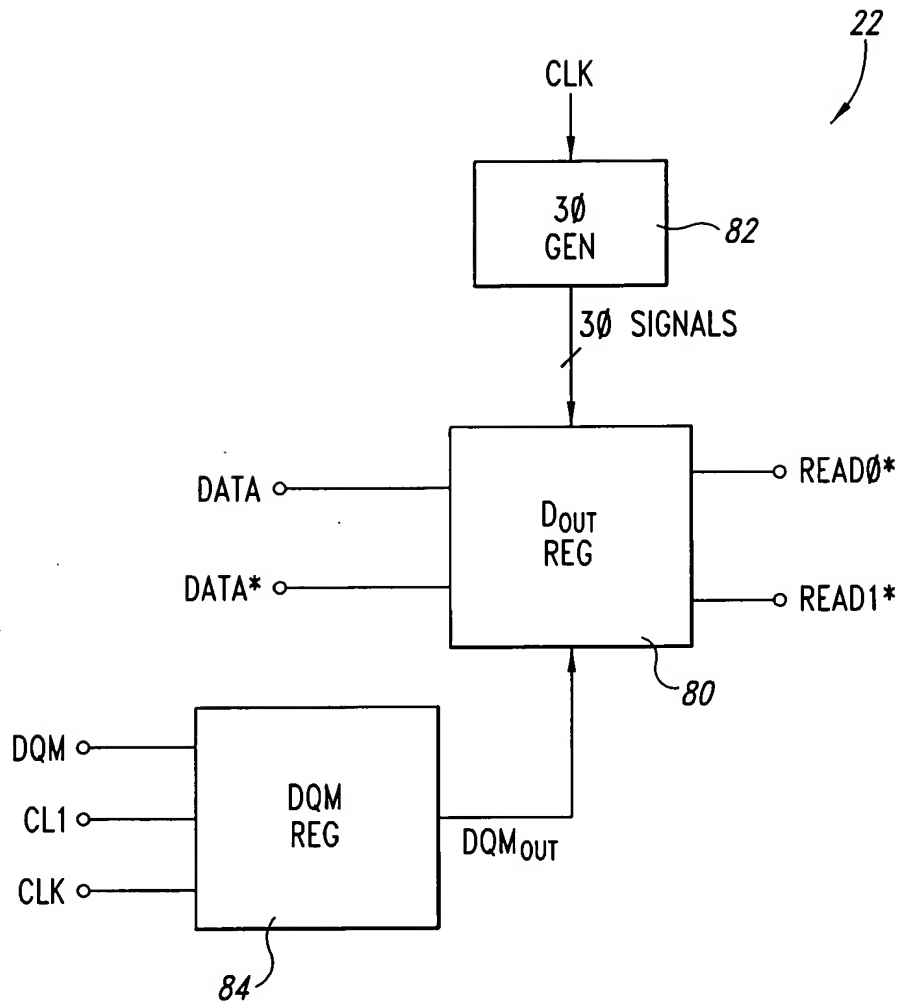 22
CLK
3Ø
GEN
82
3Ø SIGNALS
DATA
DATA*
DOUT
REG
READØ*
READ1*
80
DQM
CL1
CLK
DQM
REG
DQMOUT
84